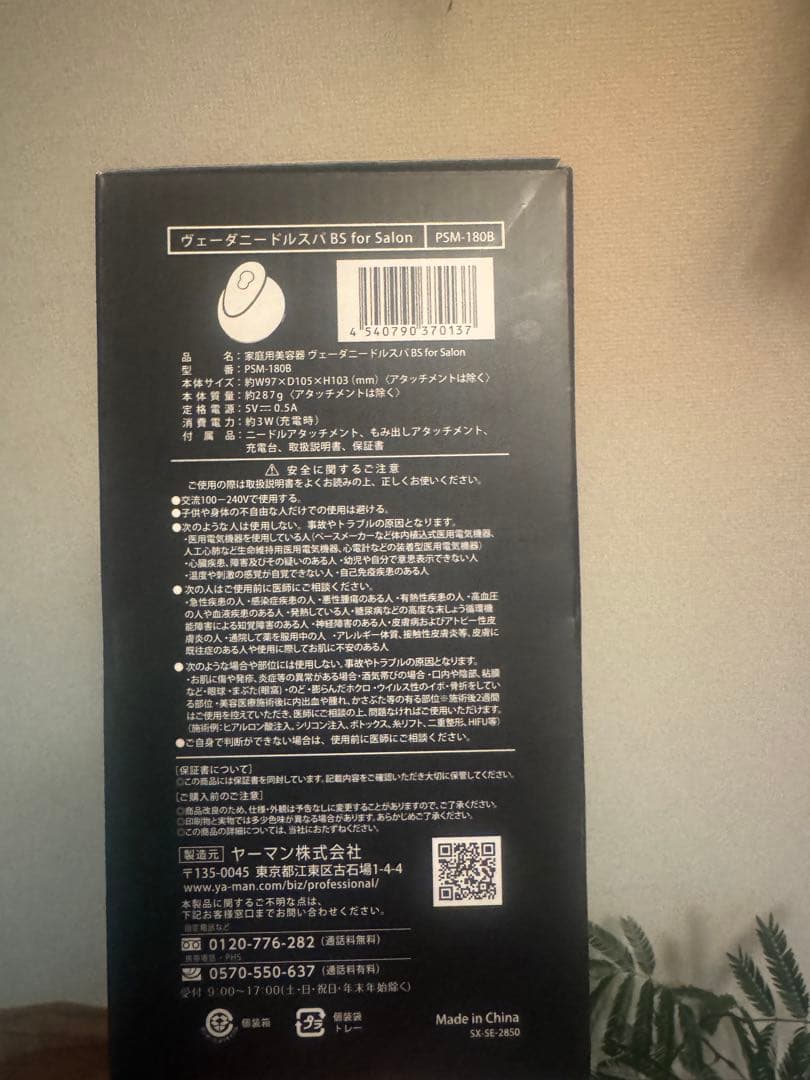 ヴェーダニードルスパ BS for Salon PSM-180B
4 540790 370137
品　　名：家庭用美容器 ヴェーダニードルスパ BS for Salon
型　　番：PSM-180B
本体サイズ：約W97×D105×H103（mm）〈アタッチメントは除く〉
本体質量：約287g〈アタッチメントは除く〉
定格電源：5V⎓0.5A
消費電力：約3W（充電時）
付属品：ニードルアタッチメント、もみ出しアタッチメント、
充電台、取扱説明書、保証書
⚠ 安全に関するご注意
ご使用の際は取扱説明書をよくお読みの上、正しくお使いください。
●交流100－240Vで使用する。
●子供や身体の不自由な人だけでの使用は避ける。
●次のような人は使用しない。事故やトラブルの原因となります。
・医用電気機器を使用している人（ペースメーカーなど体内植込式医用電気機器、
人工心肺など生命維持用医用電気機器、心電計などの装着型医用電気機器）
・心臓疾患、障害及びその疑いのある人・幼児や自分で意思表示できない人
・温度や刺激の感覚が自覚できない人・自己免疫疾患のある人
●次の人はご使用前に医師にご相談ください。
・急性疾患の人・感染症疾患の人・悪性腫瘍のある人・有熱性疾患の人・高血圧
の人や血液疾患のある人・発熱している人・糖尿病などの高度な末しょう循環機
能障害による知覚障害のある人・神経障害のある人・皮膚病およびアトピー性皮
膚炎の人・通院して薬を服用中の人・アレルギー体質、接触性皮膚炎等、皮膚に
既往症のある人や使用に際してお肌に不安のある人
●次のような場合や部位には使用しない。事故やトラブルの原因となります。
・お肌に傷や発疹、炎症等の異常がある場合・酒気帯びの場合・口内や陰部、粘膜
など・眼球・まぶた（眼窩）・のど・膨らんだホクロ・ウイルス性のイボ・骨折をしてい
る部位・美容医療施術後に内出血や腫れ、かさぶた等の有る部位※施術後2週間
はご使用を控えていただき、医師にご相談の上、問題なければご使用いただけます。
（施術例：ヒアルロン酸注入、シリコン注入、ボトックス、糸リフト、二重整形、HIFU等）
●ご自身で判断ができない場合は、使用前に医師にご相談ください。
［保証書について］
◎この商品には保証書を同封しています。記載内容をご確認いただき大切に保管してください。
［ご購入前のご注意］
◎商品改良のため、仕様・外観は予告なしに変更することがありますので、ご了承ください。
◎印刷物と実物では多少色味が異なる場合があります。あらかじめご了承ください。
◎この商品の詳細については、当社におたずねください。
製造元 ヤーマン株式会社
〒135-0045 東京都江東区古石場1-4-4
www.ya-man.com/biz/professional/
本製品に関するご不明な点は、
下記お客様窓口までお問い合わせください。
固定電話など
0120-776-282（通話料無料）
携帯電話・PHS
0570-550-637（通話料有料）
受付 9:00～17:00（土・日・祝日・年末年始除く）
個装箱
プラ 個装袋
トレー
Made in China
SX-SE-2850